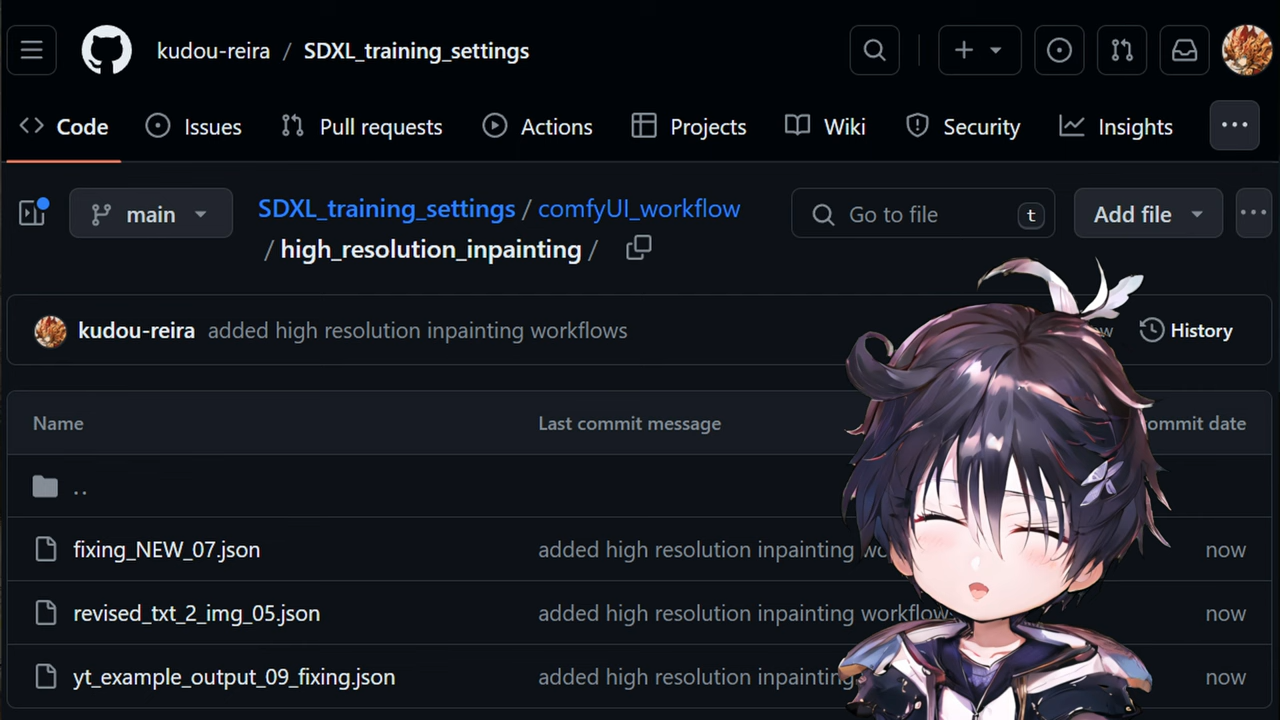 kudou-reira / SDXL_training_settings
Code Issues Pull requests Actions Projects Wiki Security Insights
main
SDXL_training_settings / comfyUI_workflow
/ high_resolution_inpainting /
Go to file t
Add file
kudou-reira added high resolution inpainting workflows
History
Name Last commit message ommit date
..
fixing_NEW_07.json added high resolution inpainting now
revised_txt_2_img_05.json added high resolution inpainting workflows now
yt_example_output_09_fixing.json added high resolution inpainting now